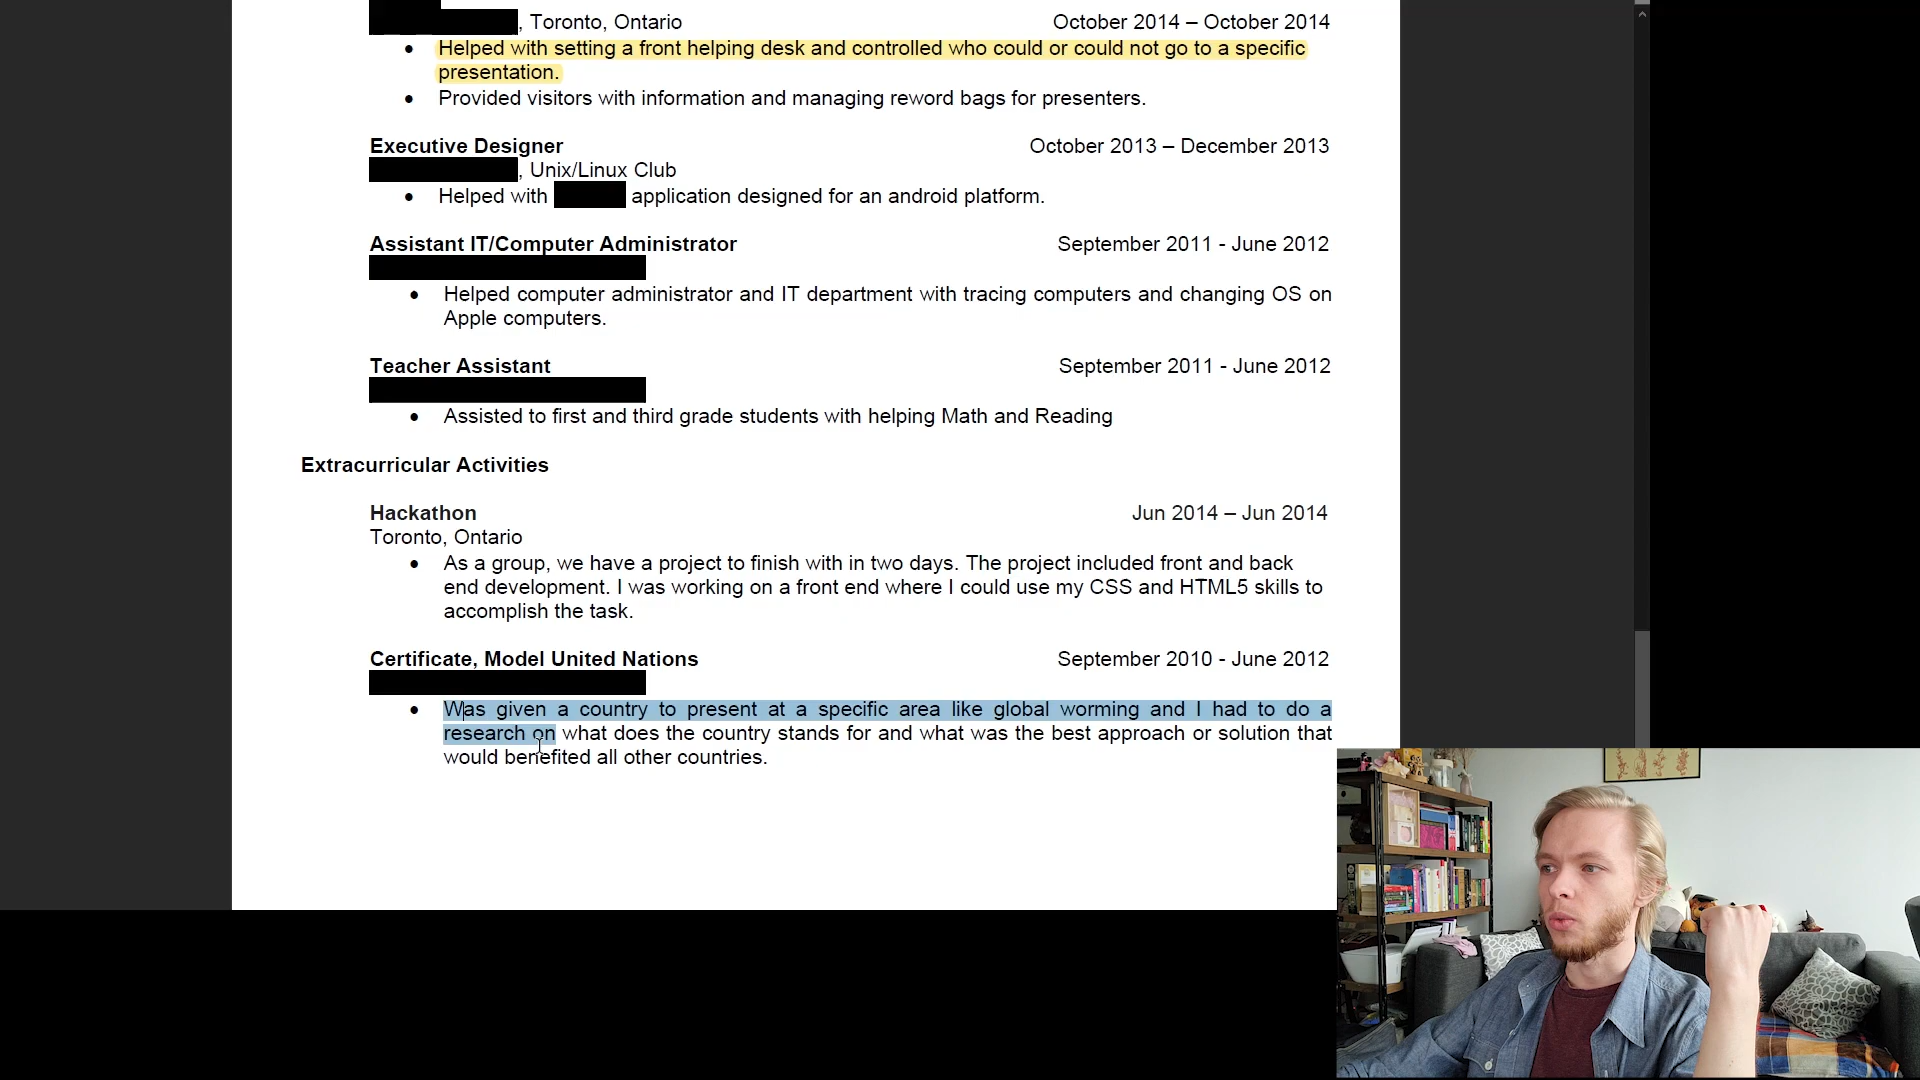 , Toronto, Ontario October 2014 – October 2014
• Helped with setting a front helping desk and controlled who could or could not go to a specific
presentation.
• Provided visitors with information and managing reword bags for presenters.
Executive Designer October 2013 – December 2013
, Unix/Linux Club
• Helped with application designed for an android platform.
Assistant IT/Computer Administrator September 2011 - June 2012
• Helped computer administrator and IT department with tracing computers and changing OS on
Apple computers.
Teacher Assistant September 2011 - June 2012
• Assisted to first and third grade students with helping Math and Reading
Extracurricular Activities
Hackathon Jun 2014 – Jun 2014
Toronto, Ontario
• As a group, we have a project to finish with in two days. The project included front and back
end development. I was working on a front end where I could use my CSS and HTML5 skills to
accomplish the task.
Certificate, Model United Nations September 2010 - June 2012
• Was given a country to present at a specific area like global worming and I had to do a
research on what does the country stands for and what was the best approach or solution that
would benefited all other countries.